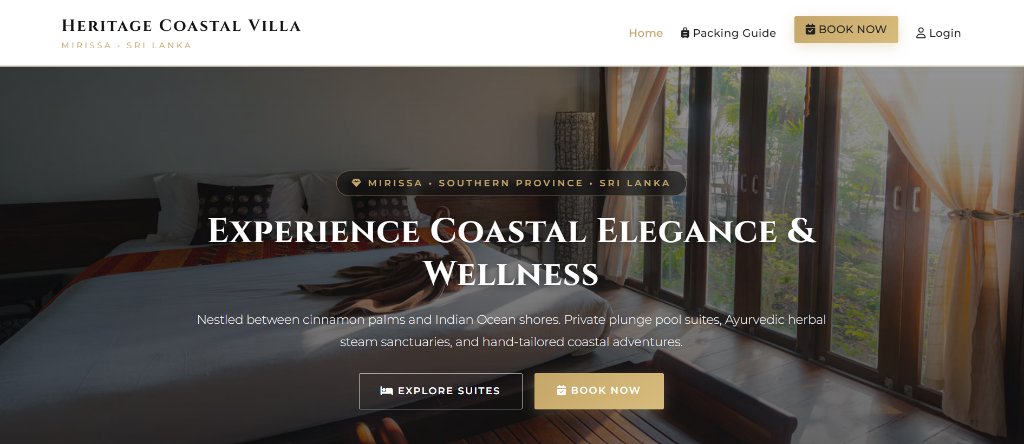 Heritage Coastal Villa
MIRISSA • SRI LANKA
Home
Packing Guide
BOOK NOW
Login
MIRISSA • SOUTHERN PROVINCE • SRI LANKA
Experience Coastal Elegance &
Wellness
Nestled between cinnamon palms and Indian Ocean shores. Private plunge pool suites, Ayurvedic herbal
steam sanctuaries, and hand-tailored coastal adventures.
EXPLORE SUITES
BOOK NOW